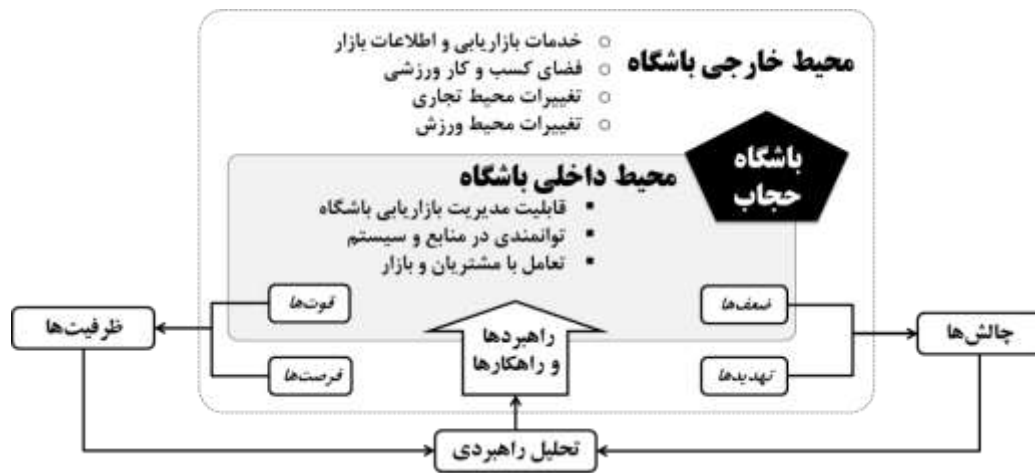 محیط خارجی باشگاه
○ خدمات بازاریابی و اطلاعات بازار
○ فضای کسب و کار ورزشی
○ تغییرات محیط تجاری
○ تغییرات محیط ورزش
باشگاه
حجاب
محیط داخلی باشگاه
▪ قابلیت مدیریت بازاریابی باشگاه
▪ توانمندی در منابع و سیستم
▪ تعامل با مشتریان و بازار
ضعف‌ها
قوت‌ها
چالش‌ها
راهبردها
و راهکارها
ظرفیت‌ها
تهدیدها
فرصت‌ها
تحلیل راهبردی